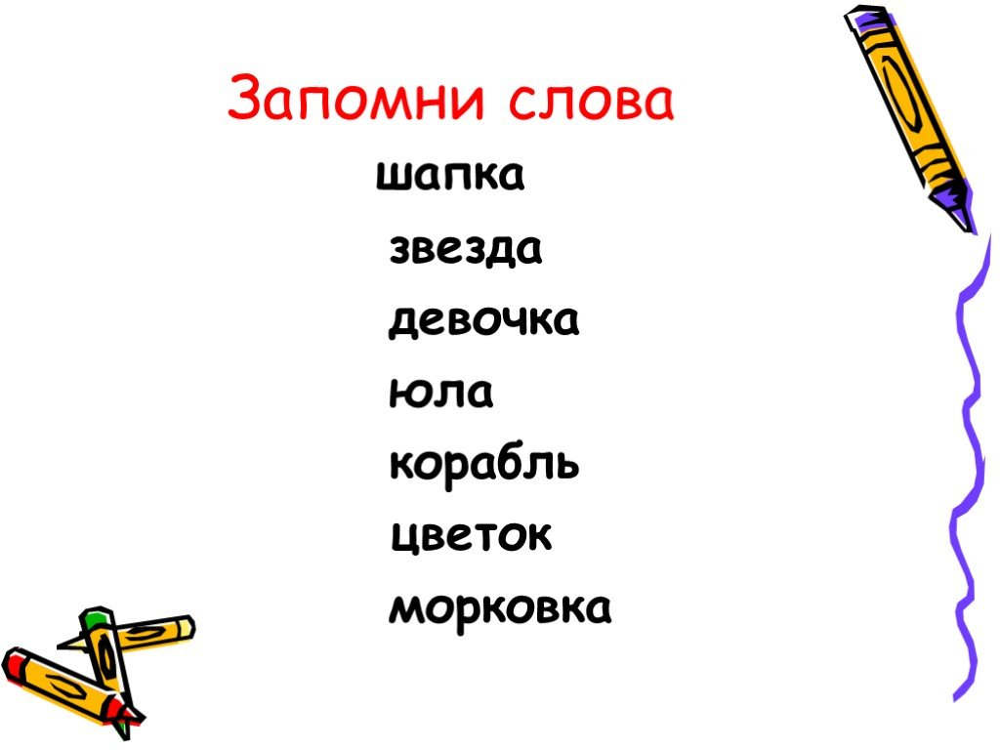 Запомни слова
шапка
звезда
девочка
юла
корабль
цветок
морковка